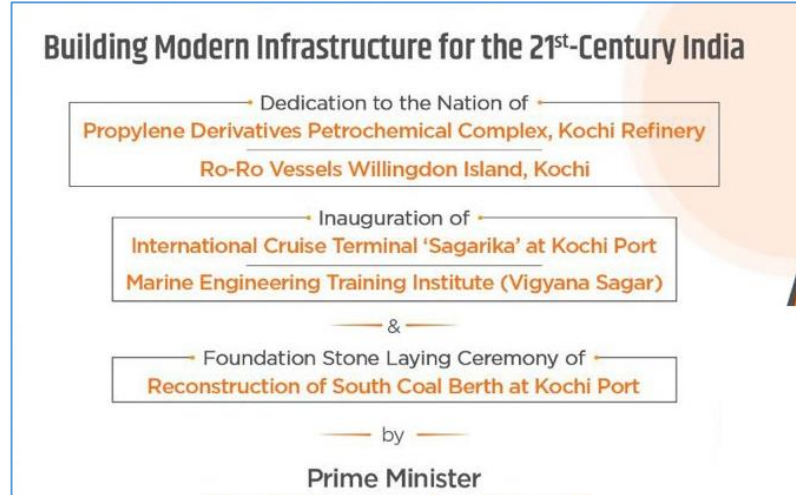 Building Modern Infrastructure for the 21st-Century India
Dedication to the Nation of
Propylene Derivatives Petrochemical Complex, Kochi Refinery
Ro-Ro Vessels Willingdon Island, Kochi
Inauguration of
International Cruise Terminal ‘Sagarika’ at Kochi Port
Marine Engineering Training Institute (Vigyana Sagar)
&
Foundation Stone Laying Ceremony of
Reconstruction of South Coal Berth at Kochi Port
by
Prime Minister